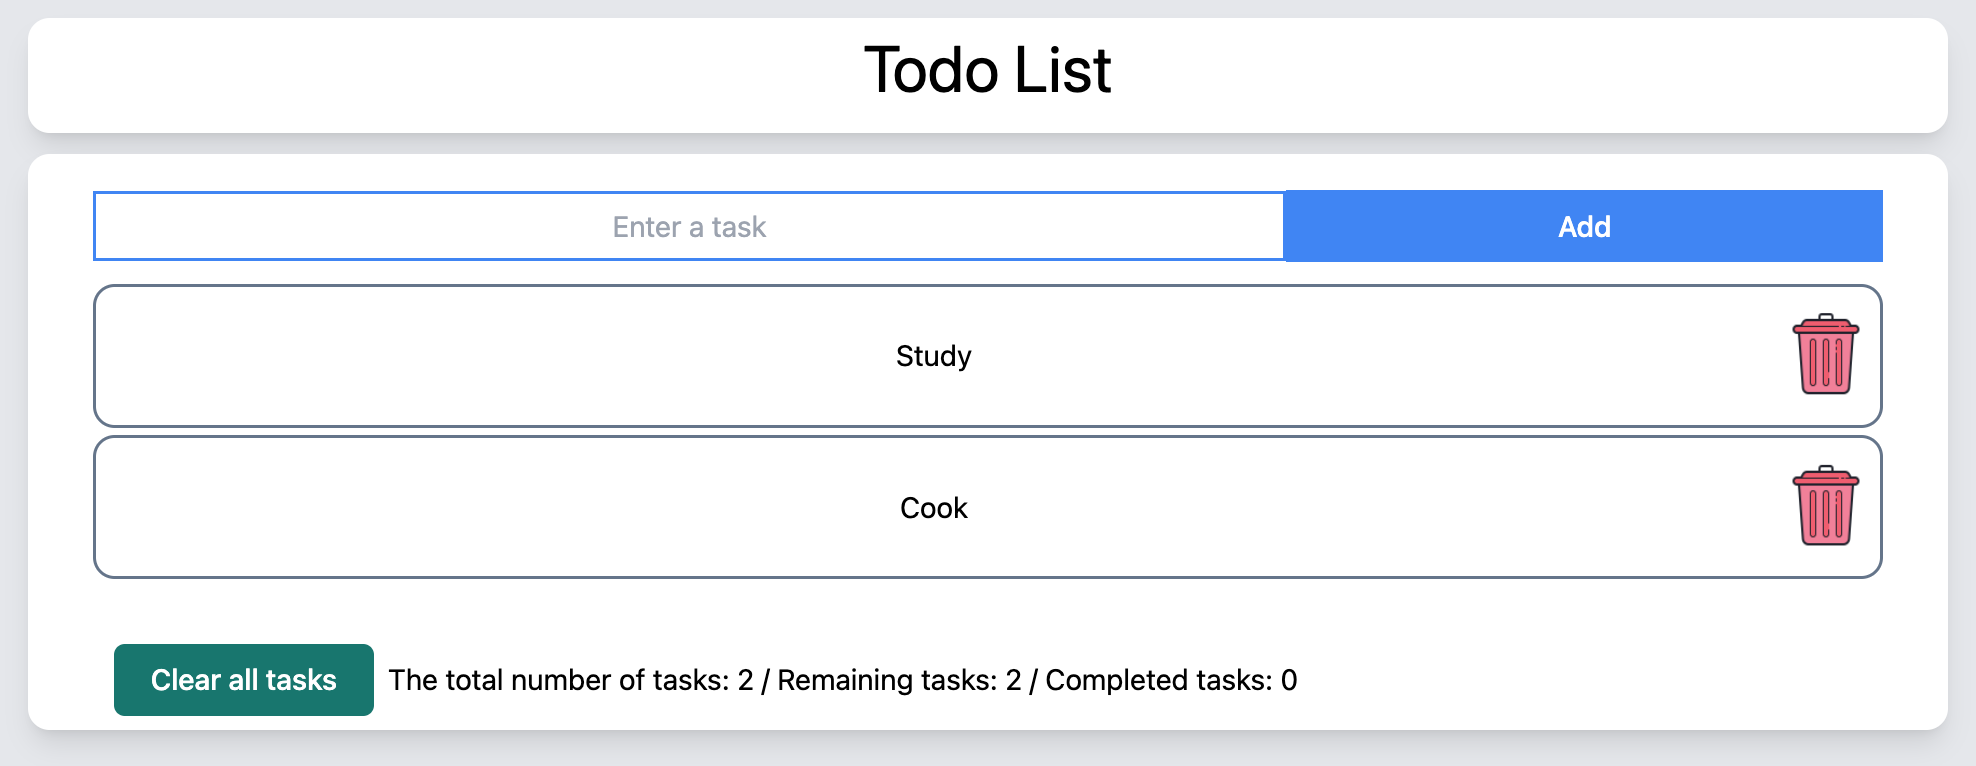 Todo List
Enter a task
Add
Study
Cook
Clear all tasks
The total number of tasks: 2 / Remaining tasks: 2 / Completed tasks: 0